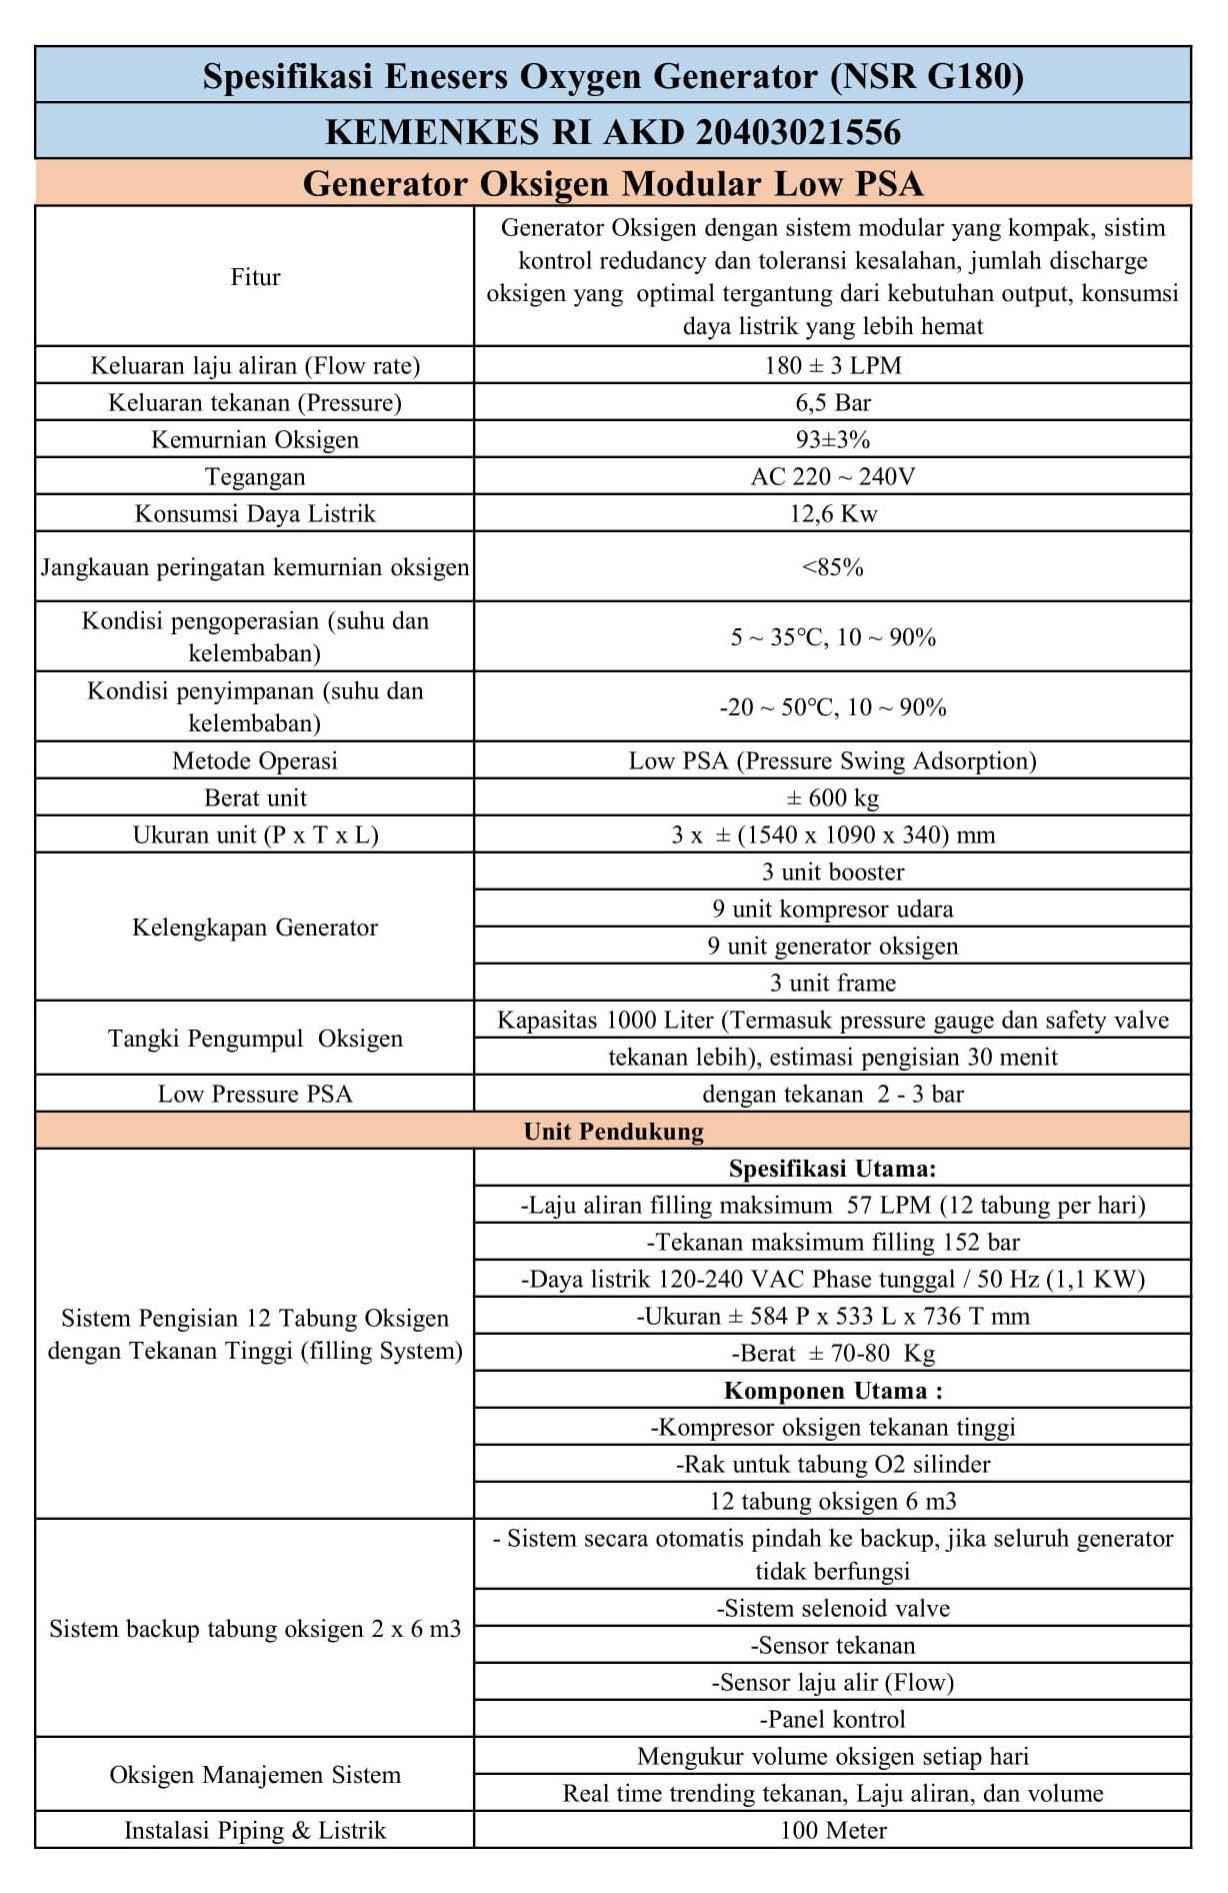 Spesifikasi Enesers Oxygen Generator (NSR G180)
KEMENKES RI AKD 20403021556
Generator Oksigen Modular Low PSA
Fitur
Generator Oksigen dengan sistem modular yang kompak, sistim
kontrol redudancy dan toleransi kesalahan, jumlah discharge
oksigen yang optimal tergantung dari kebutuhan output, konsumsi
daya listrik yang lebih hemat
Keluaran laju aliran (Flow rate)
180 ± 3 LPM
Keluaran tekanan (Pressure)
6,5 Bar
Kemurnian Oksigen
93±3%
Tegangan
AC 220 ~ 240V
Konsumsi Daya Listrik
12,6 Kw
Jangkauan peringatan kemurnian oksigen
<85%
Kondisi pengoperasian (suhu dan
kelembaban)
5 ~ 35℃, 10 ~ 90%
Kondisi penyimpanan (suhu dan
kelembaban)
-20 ~ 50℃, 10 ~ 90%
Metode Operasi
Low PSA (Pressure Swing Adsorption)
Berat unit
± 600 kg
Ukuran unit (P x T x L)
3 x ± (1540 x 1090 x 340) mm
Kelengkapan Generator
3 unit booster
9 unit kompresor udara
9 unit generator oksigen
3 unit frame
Tangki Pengumpul Oksigen
Kapasitas 1000 Liter (Termasuk pressure gauge dan safety valve
tekanan lebih), estimasi pengisian 30 menit
Low Pressure PSA
dengan tekanan 2 - 3 bar
Unit Pendukung
Sistem Pengisian 12 Tabung Oksigen
dengan Tekanan Tinggi (filling System)
Spesifikasi Utama:
-Laju aliran filling maksimum 57 LPM (12 tabung per hari)
-Tekanan maksimum filling 152 bar
-Daya listrik 120-240 VAC Phase tunggal / 50 Hz (1,1 KW)
-Ukuran ± 584 P x 533 L x 736 T mm
-Berat ± 70-80 Kg
Komponen Utama :
-Kompresor oksigen tekanan tinggi
-Rak untuk tabung O2 silinder
12 tabung oksigen 6 m3
Sistem backup tabung oksigen 2 x 6 m3
- Sistem secara otomatis pindah ke backup, jika seluruh generator
tidak berfungsi
-Sistem selenoid valve
-Sensor tekanan
-Sensor laju alir (Flow)
-Panel kontrol
Oksigen Manajemen Sistem
Mengukur volume oksigen setiap hari
Real time trending tekanan, Laju aliran, dan volume
Instalasi Piping & Listrik
100 Meter